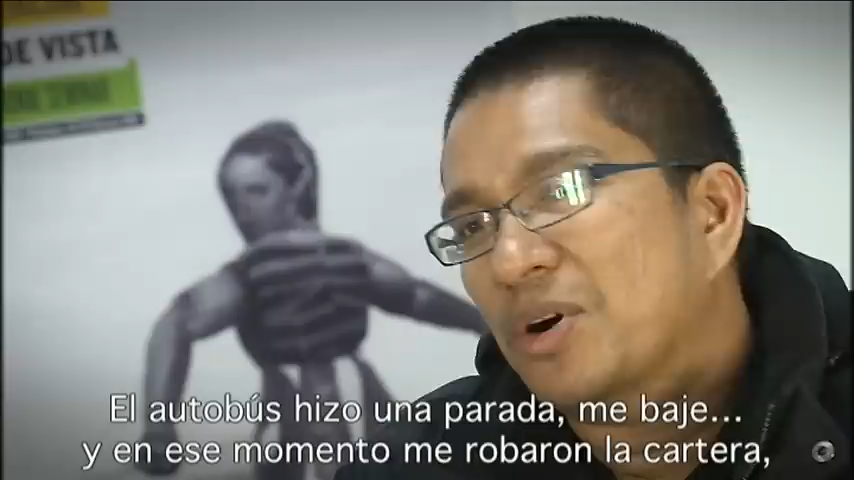 DE VISTA
El autobús hizo una parada, me baje...
y en ese momento me robaron la cartera,